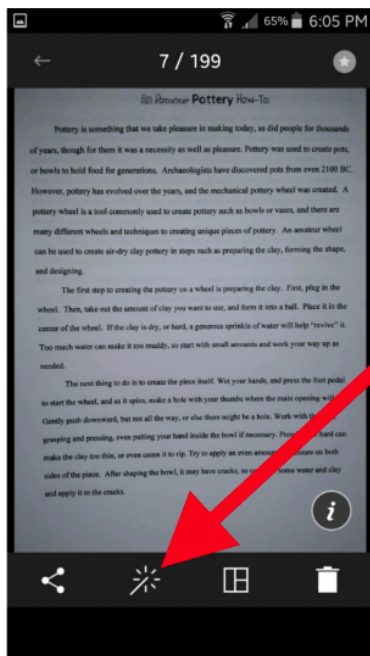 65% 6:05 PM
7 / 199
An Amateur Pottery How-To:
Pottery is something that we take pleasure in making today, as did people for thousands
of years, though for them it was a necessity as well as pleasure. Pottery was used to create pots,
or bowls to hold food for generations. Archaeologists have discovered pots from even 2100 BC.
However, pottery has evolved over the years, and the mechanical pottery wheel was created. A
pottery wheel is a tool commonly used to create pottery such as bowls or vases, and there are
many different wheels and techniques to creating unique pieces of pottery. An amateur wheel
can be used to create air-dry clay pottery in steps such as preparing the clay, forming the shape,
and designing.
The first step to creating the pottery on a wheel is preparing the clay. First, plug in the
wheel. Then, take out the amount of clay you want to use, and form it into a ball. Place it in the
center of the wheel. If the clay is dry, or hard, a generous sprinkle of water will help "revive" it.
Too much water can make it too muddy, so start with small amounts and work your way up as
needed.
The next thing to do is to create the piece itself. Wet your hands, and press the foot pedal
to start the wheel, and as it spins, make a hole with your thumbs where the main opening will
Gently push downward, but not all the way, or else there might be a hole. Work with
grasping and pressing, even putting your hand inside the bowl if necessary. hard can
make the clay too thin, or even cause it to rip. Try to apply an even on both
sides of the piece. After shaping the bowl, it may have cracks, so some water and clay
and apply it to the cracks.
i